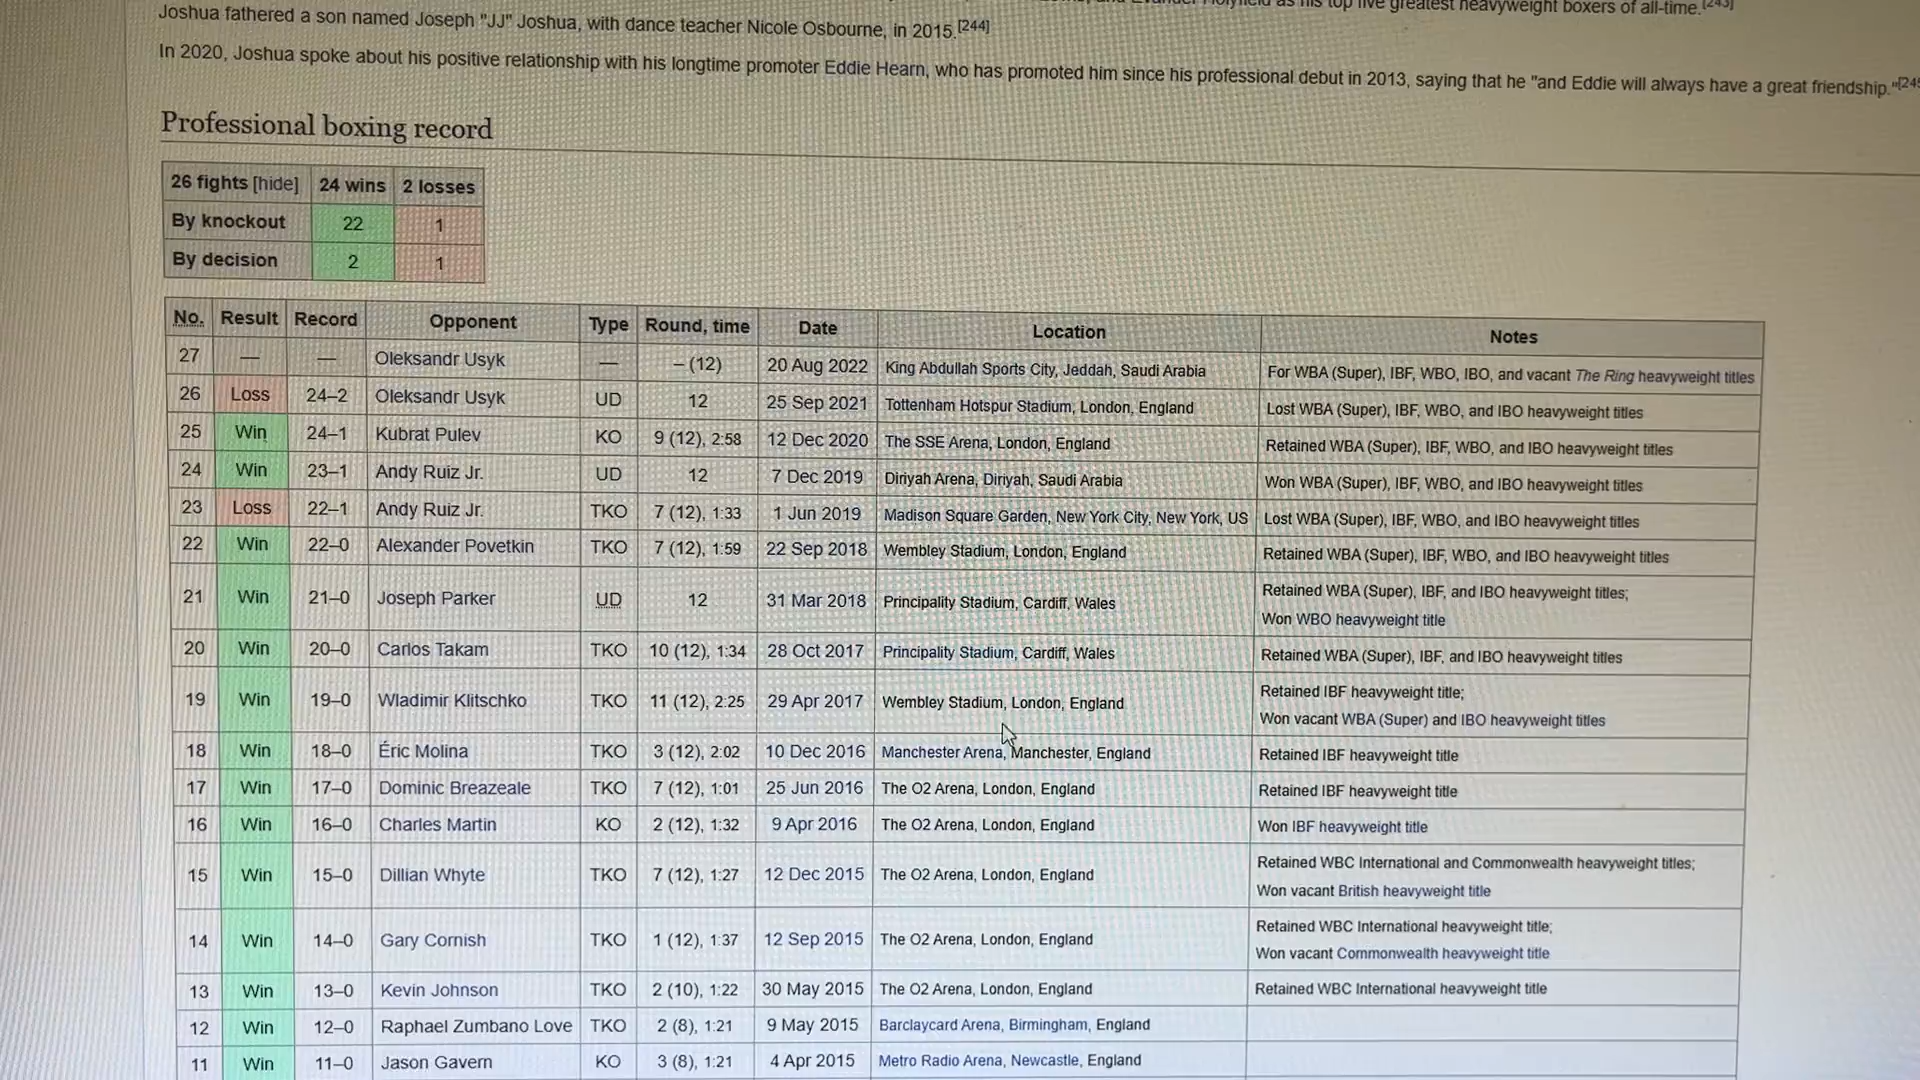 greatest heavyweight boxers of all-time.[243]
Joshua fathered a son named Joseph "JJ" Joshua, with dance teacher Nicole Osbourne, in 2015.[244]
In 2020, Joshua spoke about his positive relationship with his longtime promoter Eddie Hearn, who has promoted him since his professional debut in 2013, saying that he "and Eddie will always have a great friendship."
Professional boxing record
26 fights [hide] 24 wins 2 losses
By knockout 22 1
By decision 2 1
No. Result Record Opponent Type Round, time Date Location Notes
27 — — Oleksandr Usyk — – (12) 20 Aug 2022 King Abdullah Sports City, Jeddah, Saudi Arabia For WBA (Super), IBF, WBO, IBO, and vacant The Ring heavyweight titles
26 Loss 24–2 Oleksandr Usyk UD 12 25 Sep 2021 Tottenham Hotspur Stadium, London, England Lost WBA (Super), IBF, WBO, and IBO heavyweight titles
25 Win 24–1 Kubrat Pulev KO 9 (12), 2:58 12 Dec 2020 The SSE Arena, London, England Retained WBA (Super), IBF, WBO, and IBO heavyweight titles
24 Win 23–1 Andy Ruiz Jr. UD 12 7 Dec 2019 Diriyah Arena, Diriyah, Saudi Arabia Won WBA (Super), IBF, WBO, and IBO heavyweight titles
23 Loss 22–1 Andy Ruiz Jr. TKO 7 (12), 1:33 1 Jun 2019 Madison Square Garden, New York City, New York, US Lost WBA (Super), IBF, WBO, and IBO heavyweight titles
22 Win 22–0 Alexander Povetkin TKO 7 (12), 1:59 22 Sep 2018 Wembley Stadium, London, England Retained WBA (Super), IBF, WBO, and IBO heavyweight titles
21 Win 21–0 Joseph Parker UD 12 31 Mar 2018 Principality Stadium, Cardiff, Wales Retained WBA (Super), IBF, and IBO heavyweight titles;
Won WBO heavyweight title
20 Win 20–0 Carlos Takam TKO 10 (12), 1:34 28 Oct 2017 Principality Stadium, Cardiff, Wales Retained WBA (Super), IBF, and IBO heavyweight titles
19 Win 19–0 Wladimir Klitschko TKO 11 (12), 2:25 29 Apr 2017 Wembley Stadium, London, England Retained IBF heavyweight title;
Won vacant WBA (Super) and IBO heavyweight titles
18 Win 18–0 Éric Molina TKO 3 (12), 2:02 10 Dec 2016 Manchester Arena, Manchester, England Retained IBF heavyweight title
17 Win 17–0 Dominic Breazeale TKO 7 (12), 1:01 25 Jun 2016 The O2 Arena, London, England Retained IBF heavyweight title
16 Win 16–0 Charles Martin KO 2 (12), 1:32 9 Apr 2016 The O2 Arena, London, England Won IBF heavyweight title
15 Win 15–0 Dillian Whyte TKO 7 (12), 1:27 12 Dec 2015 The O2 Arena, London, England Retained WBC International and Commonwealth heavyweight titles;
Won vacant British heavyweight title
14 Win 14–0 Gary Cornish TKO 1 (12), 1:37 12 Sep 2015 The O2 Arena, London, England Retained WBC International heavyweight title;
Won vacant Commonwealth heavyweight title
13 Win 13–0 Kevin Johnson TKO 2 (10), 1:22 30 May 2015 The O2 Arena, London, England Retained WBC International heavyweight title
12 Win 12–0 Raphael Zumbano Love TKO 2 (8), 1:21 9 May 2015 Barclaycard Arena, Birmingham, England
11 Win 11–0 Jason Gavern KO 3 (8), 1:21 4 Apr 2015 Metro Radio Arena, Newcastle, England